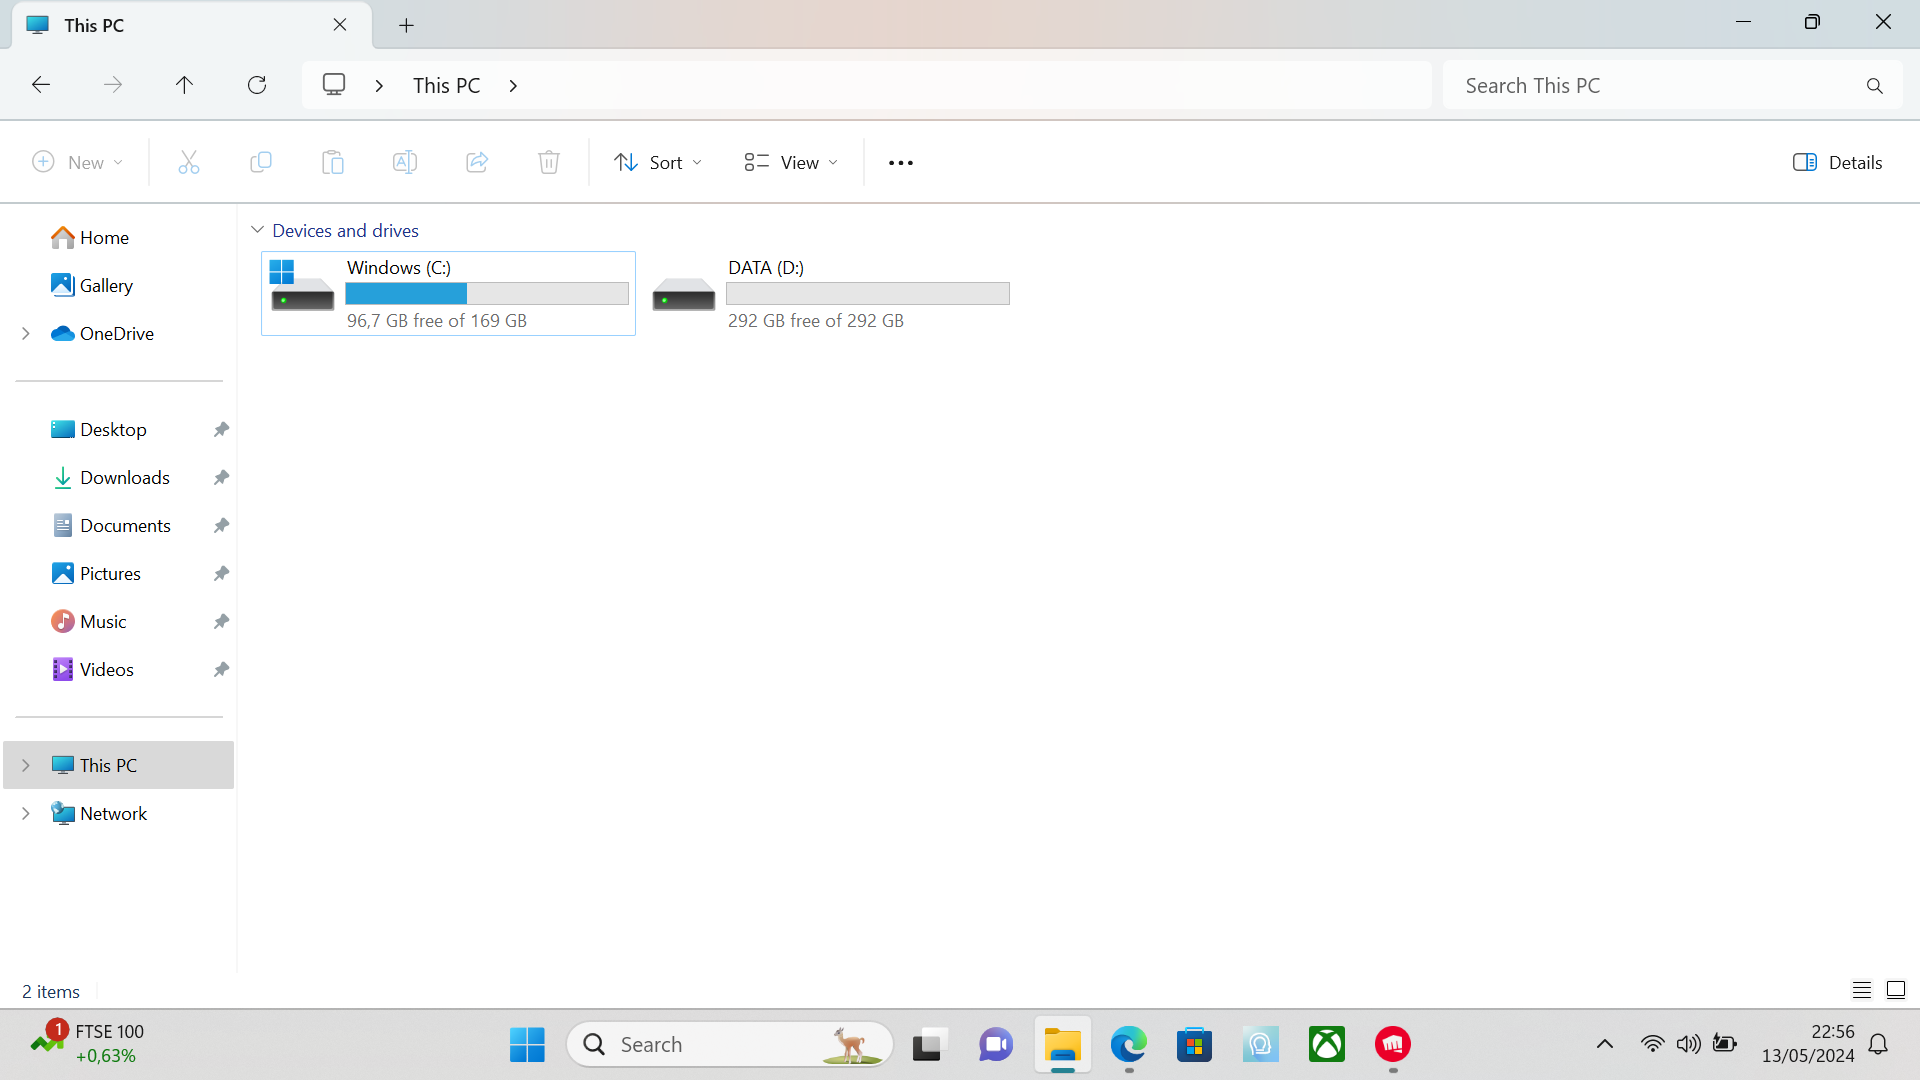 This PC
This PC
Search This PC
New
Sort
View
Details
Home
Gallery
OneDrive
Desktop
Downloads
Documents
Pictures
Music
Videos
This PC
Network
Devices and drives
Windows (C:)
96,7 GB free of 169 GB
DATA (D:)
292 GB free of 292 GB
2 items
1
FTSE 100
+0,63%
Search
22:56
13/05/2024